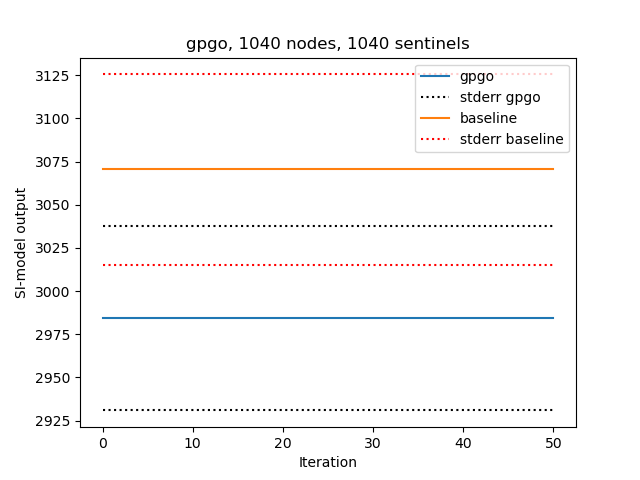 gpgo, 1040 nodes, 1040 sentinels
3125
3100
3075
3050
3025
3000
2975
2950
2925
SI-model output
gpgo
stderr gpgo
baseline
stderr baseline
0 10 20 30 40 50
Iteration